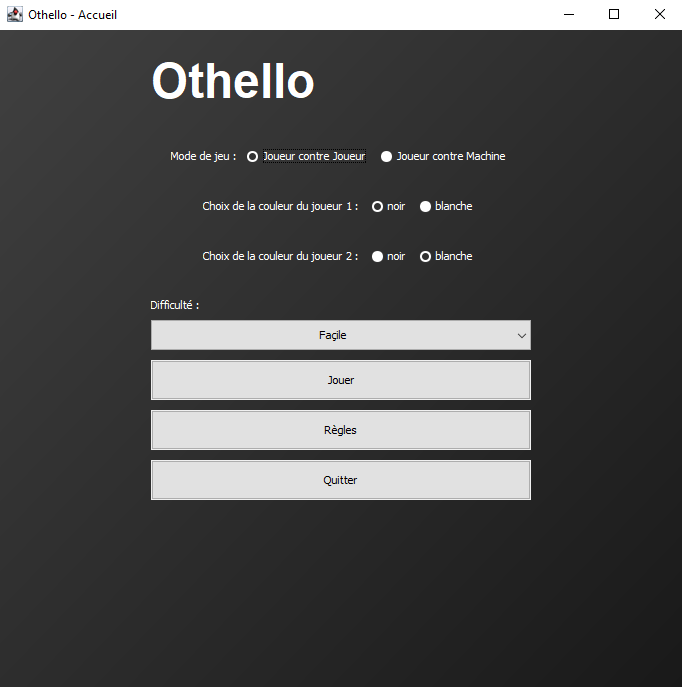 Othello - Accueil
Othello
Mode de jeu : Joueur contre Joueur Joueur contre Machine
Choix de la couleur du joueur 1 : noir blanche
Choix de la couleur du joueur 2 : noir blanche
Difficulté :
Façile
Jouer
Règles
Quitter